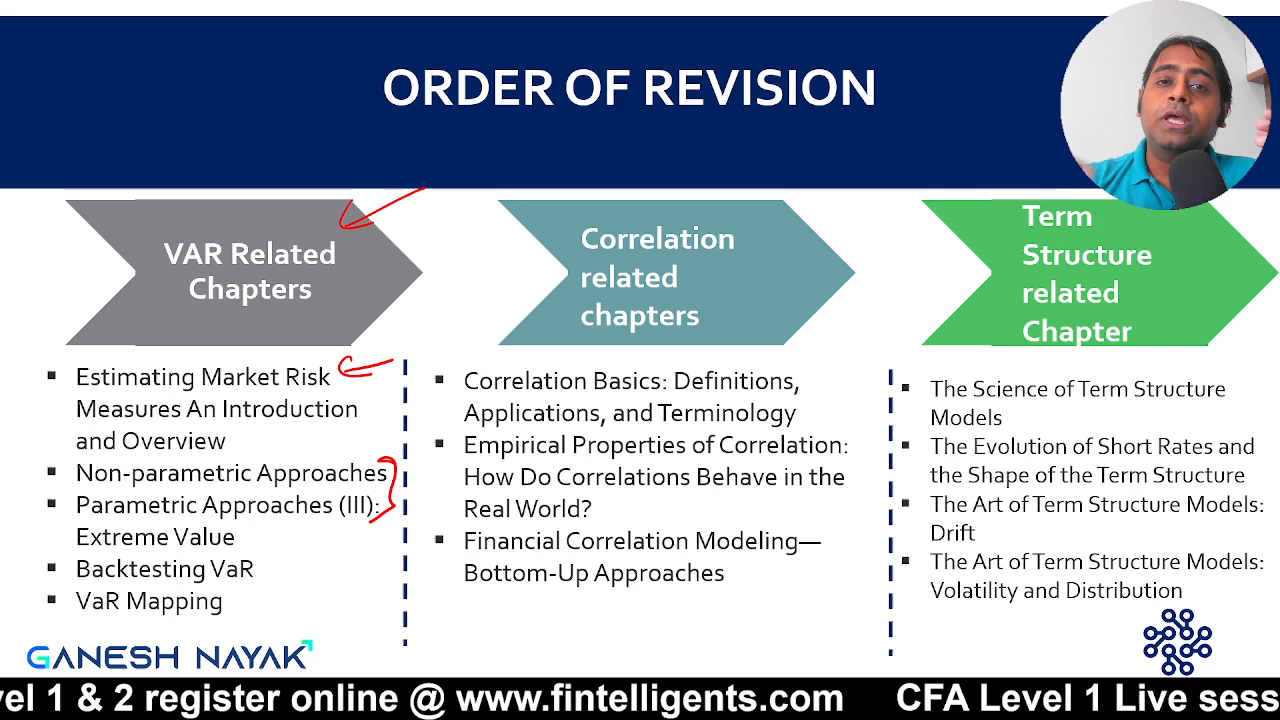 ORDER OF REVISION
VAR Related
Chapters
Estimating Market Risk
Measures An Introduction
and Overview
Non-parametric Approaches
Parametric Approaches (III):
Extreme Value
Backtesting VaR
VaR Mapping
Correlation
related
chapters
Correlation Basics: Definitions,
Applications, and Terminology
Empirical Properties of Correlation:
How Do Correlations Behave in the
Real World?
Financial Correlation Modeling—
Bottom-Up Approaches
Term
Structure
related
Chapter
The Science of Term Structure
Models
The Evolution of Short Rates and
the Shape of the Term Structure
The Art of Term Structure Models:
Drift
The Art of Term Structure Models:
Volatility and Distribution
GANESH NAYAK
vel 1 & 2 register online @ www.fintelligents.com CFA Level 1 Live sess